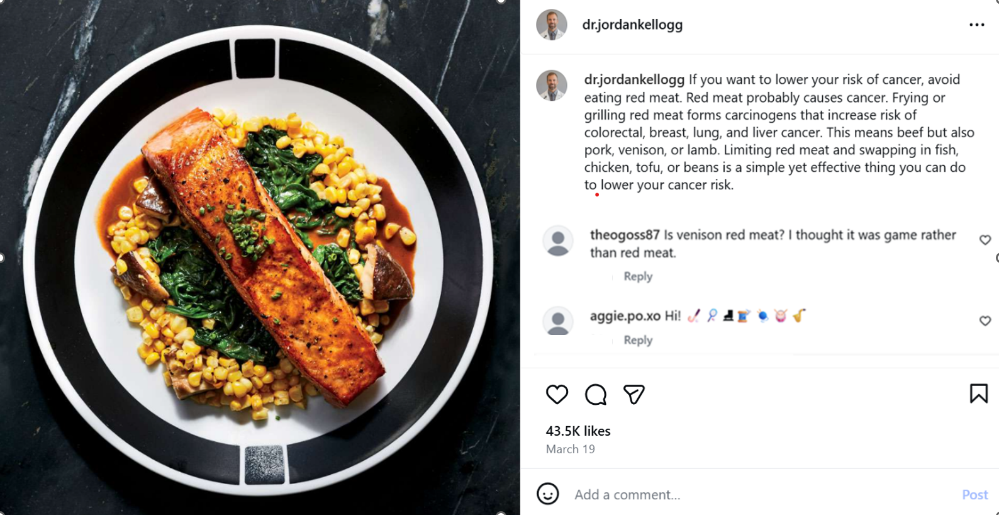 dr.jordankellogg
dr.jordankellogg If you want to lower your risk of cancer, avoid
eating red meat. Red meat probably causes cancer. Frying or
grilling red meat forms carcinogens that increase risk of
colorectal, breast, lung, and liver cancer. This means beef but also
pork, venison, or lamb. Limiting red meat and swapping in fish,
chicken, tofu, or beans is a simple yet effective thing you can do
to lower your cancer risk.
theogoss87 Is venison red meat? I thought it was game rather
than red meat.
Reply
aggie.po.xo Hi!
Reply
43.5K likes
March 19
Add a comment...
Post